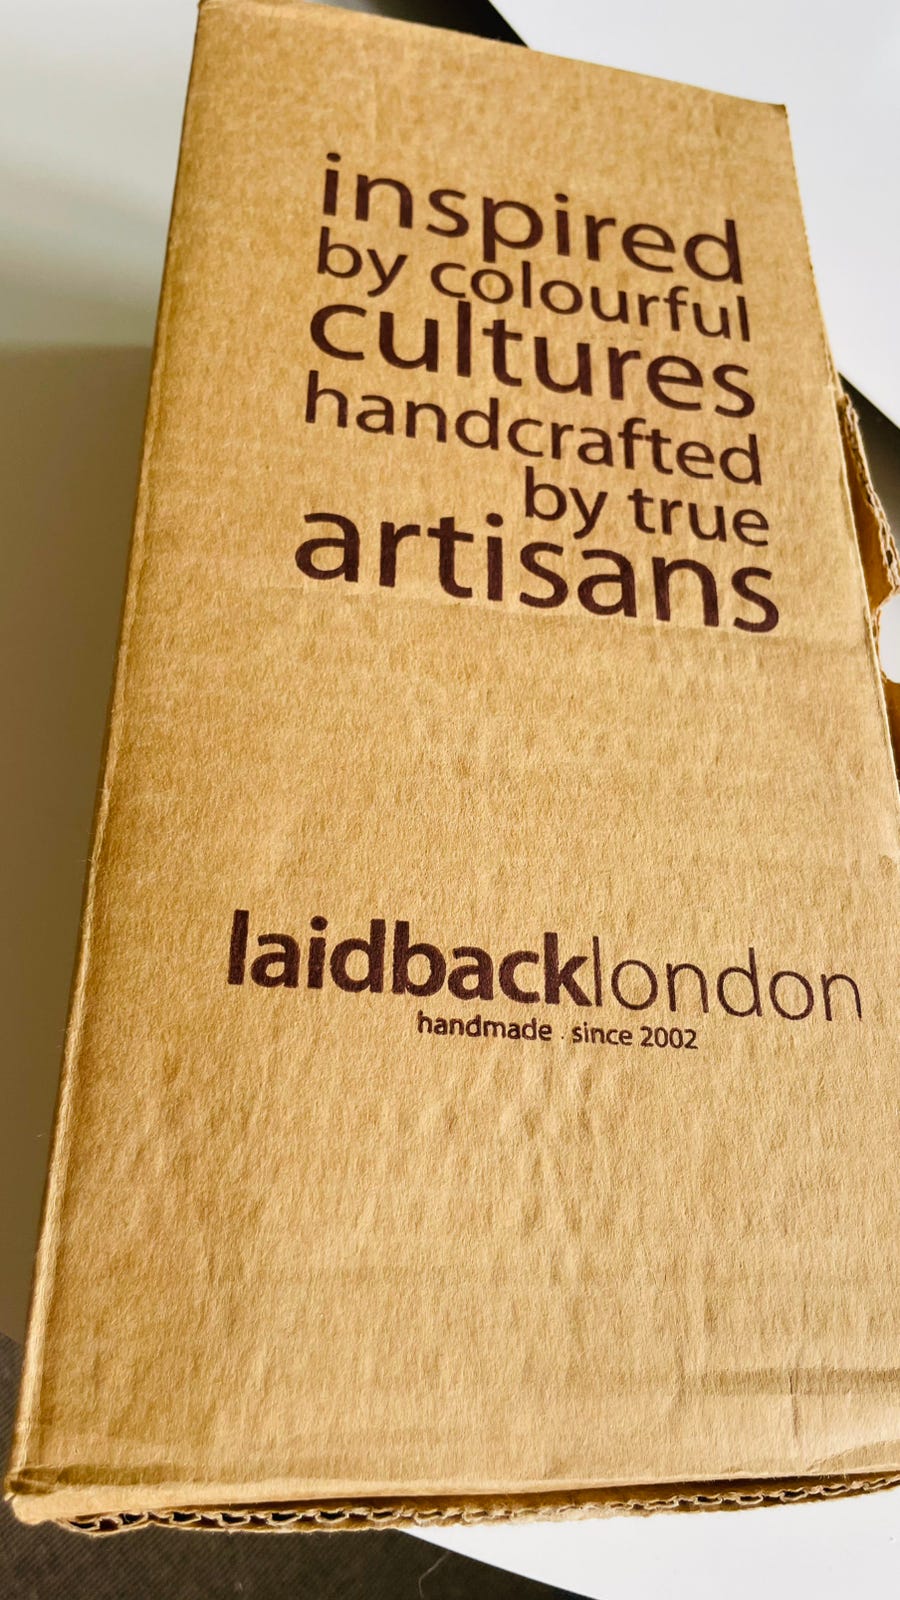 inspired
by colourful
cultures
handcrafted
by true
artisans
laidbacklondon
handmade . since 2002